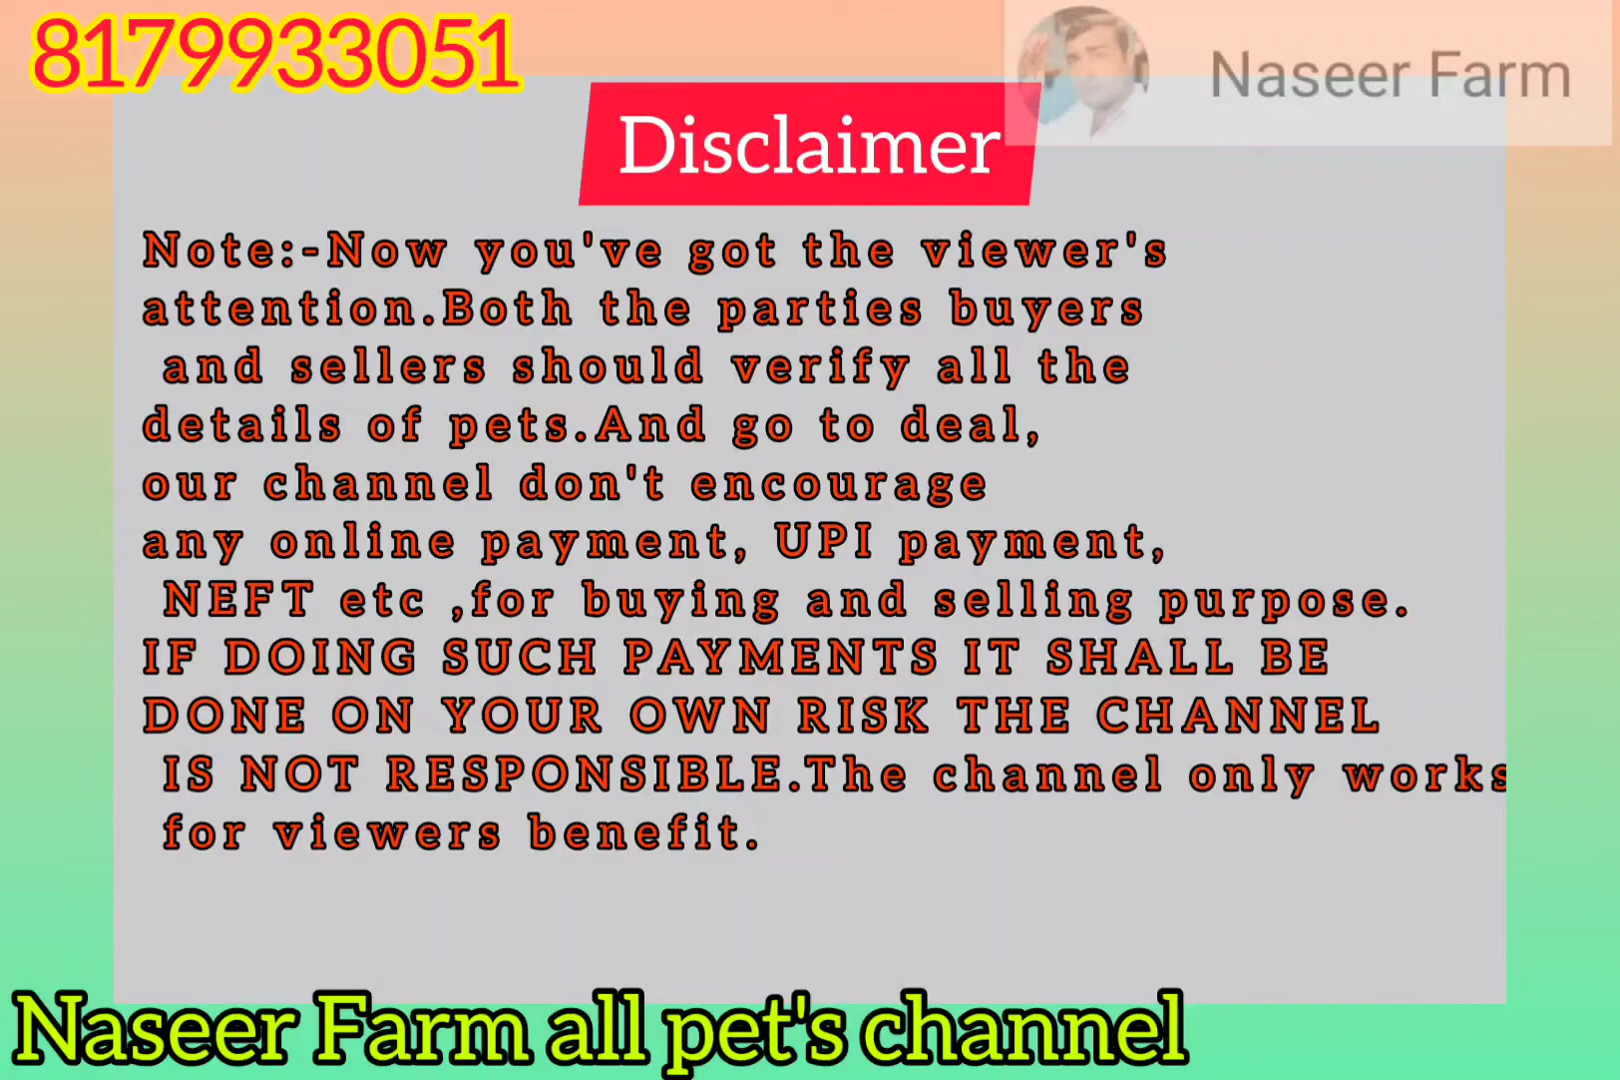 8179933051
Naseer Farm
Disclaimer
Note:-Now you've got the viewer's
attention.Both the parties buyers
and sellers should verify all the
details of pets.And go to deal,
our channel don't encourage
any online payment, UPI payment,
NEFT etc ,for buying and selling purpose.
IF DOING SUCH PAYMENTS IT SHALL BE
DONE ON YOUR OWN RISK THE CHANNEL
IS NOT RESPONSIBLE.The channel only works
for viewers benefit.
Naseer Farm all pet's channel